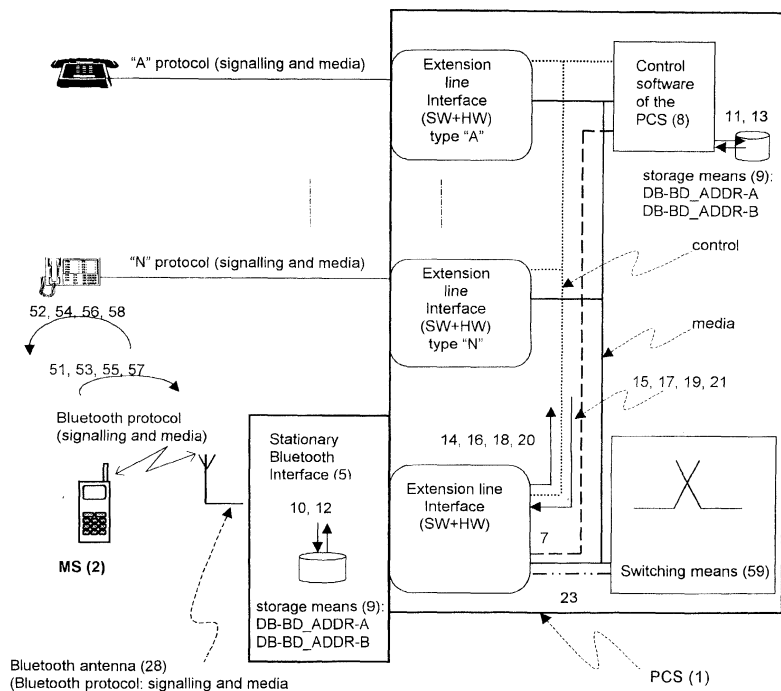 "A" protocol (signalling and media)
Extension
line
Interface
(SW+HW)
type "A"
Control
software
of the
PCS (8)
11, 13
storage means (9):
DB-BD_ADDR-A
DB-BD_ADDR-B
control
"N" protocol (signalling and media)
Extension
line
Interface
(SW+HW)
type "N"
52, 54, 56, 58
51, 53, 55, 57
media
15, 17, 19, 21
Bluetooth protocol
(signalling and media)
Stationary
Bluetooth
Interface (5)
14, 16, 18, 20
10, 12
Extension line
Interface
(SW+HW)
7
MS (2)
Switching means (59)
storage means (9):
DB-BD_ADDR-A
DB-BD_ADDR-B
23
Bluetooth antenna (28)
(Bluetooth protocol: signalling and media
PCS (1)